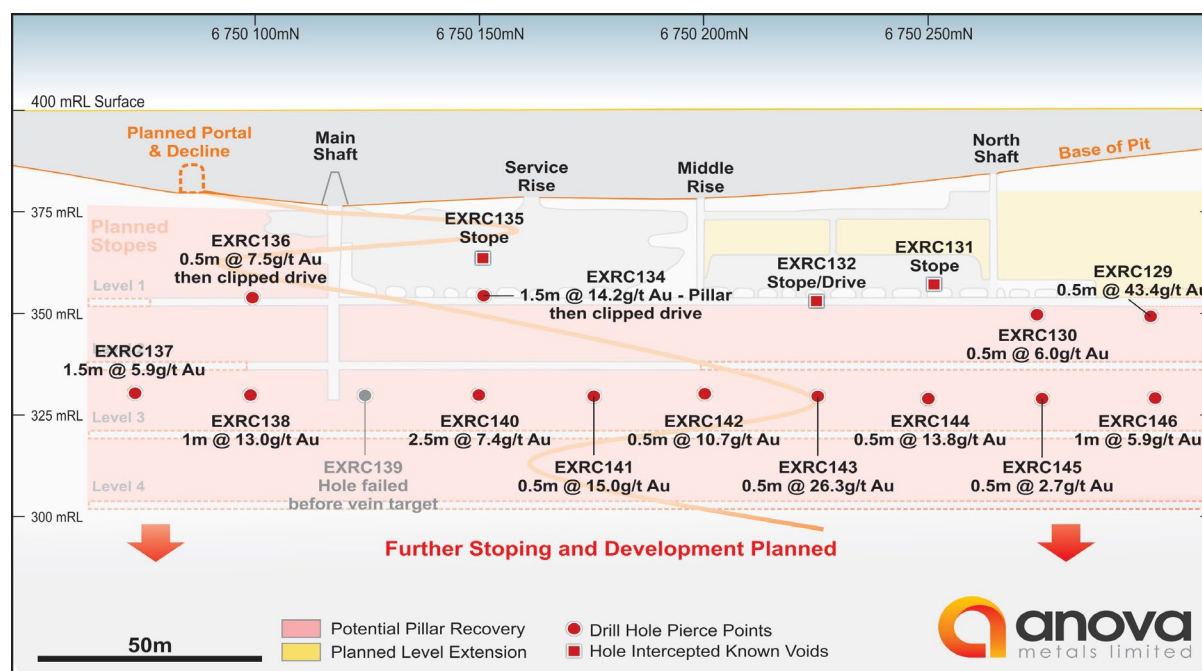 6 750 100mN
6 750 150mN
6 750 200mN
6 750 250mN
400 mRL Surface
Planned Portal
& Decline
Main
Shaft
Service
Rise
Middle
Rise
North
Shaft
Base of Pit
375 mRL
Planned
Stopes
EXRC136
0.5m @ 7.5g/t Au
then clipped drive
EXRC135
Stope
EXRC134
1.5m @ 14.2g/t Au - Pillar
then clipped drive
EXRC132
Stope/Drive
EXRC131
Stope
EXRC129
0.5m @ 43.4g/t Au
Level 1
350 mRL
EXRC130
0.5m @ 6.0g/t Au
EXRC137
1.5m @ 5.9g/t Au
325 mRL
Level 3
EXRC138
1m @ 13.0g/t Au
EXRC140
2.5m @ 7.4g/t Au
EXRC142
0.5m @ 10.7g/t Au
EXRC144
0.5m @ 13.8g/t Au
EXRC146
1m @ 5.9g/t Au
EXRC139
Hole failed
before vein target
EXRC141
0.5m @ 15.0g/t Au
EXRC143
0.5m @ 26.3g/t Au
EXRC145
0.5m @ 2.7g/t Au
Level 4
300 mRL
Further Stoping and Development Planned
50m
Potential Pillar Recovery
Planned Level Extension
Drill Hole Pierce Points
Hole Intercepted Known Voids
anova
metals limited